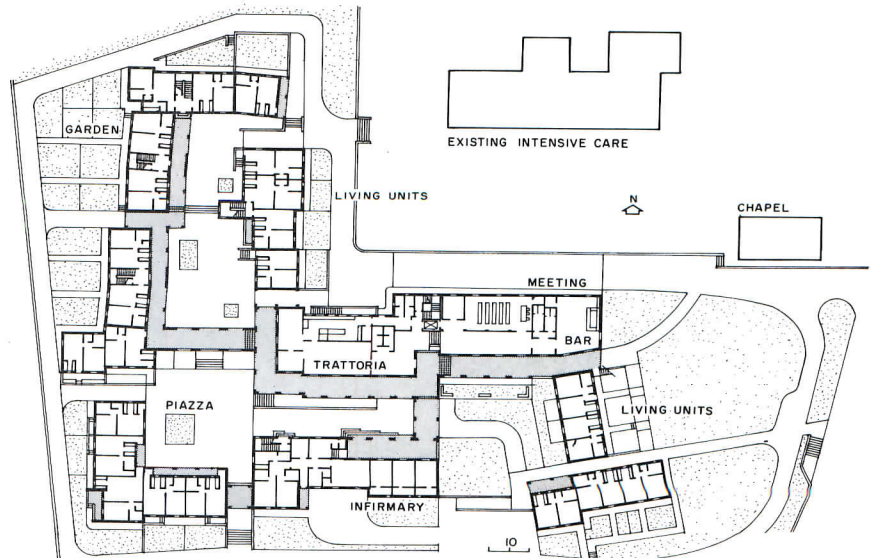 GARDEN
EXISTING INTENSIVE CARE
LIVING UNITS
N
CHAPEL
MEETING
BAR
TRATTORIA
PIAZZA
LIVING UNITS
INFIRMARY
10